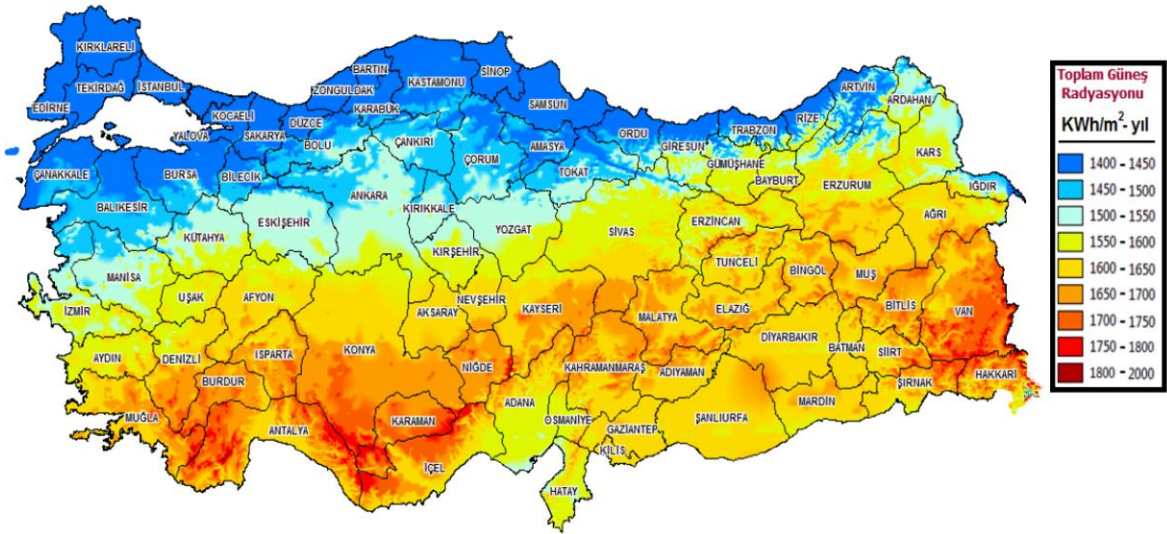 KIRKLARELİ
TEKİRDAĞ
İSTANBUL
EDİRNE
KOCAELİ
YALOVA
SAKARYA
DÜZCE
ZONGULDAK
BARTIN
KARABÜK
KASTAMONU
SİNOP
SAMSUN
BOLU
ÇANKIRI
ÇORUM
AMASYA
ORDU
TOKAT
GİRESUN
TRABZON
RİZE
ARTVİN
ARDAHAN
KARS
GÜMÜŞHANE
BAYBURT
ERZURUM
IĞDIR
AĞRI
ÇANAKKALE
BURSA
BİLECİK
BALIKESİR
KÜTAHYA
ESKİŞEHİR
ANKARA
KIRIKKALE
YOZGAT
SİVAS
ERZİNCAN
KIRŞEHİR
TUNCELİ
BİNGÖL
MUŞ
MANİSA
İZMİR
UŞAK
AFYON
AKSARAY
NEVŞEHİR
KAYSERİ
MALATYA
ELAZIĞ
BİTLİS
VAN
AYDIN
DENİZLİ
ISPARTA
BURDUR
KONYA
NİĞDE
KAHRAMANMARAŞ
ADIYAMAN
DİYARBAKIR
BATMAN
SİİRT
ŞIRNAK
HAKKARİ
MUĞLA
ANTALYA
KARAMAN
İÇEL
ADANA
OSMANİYE
GAZİANTEP
KİLİS
ŞANLIURFA
MARDİN
HATAY
Toplam Güneş
Radyasyonu
KWh/m²- yıl
1400 - 1450
1450 - 1500
1500 - 1550
1550 - 1600
1600 - 1650
1650 - 1700
1700 - 1750
1750 - 1800
1800 - 2000